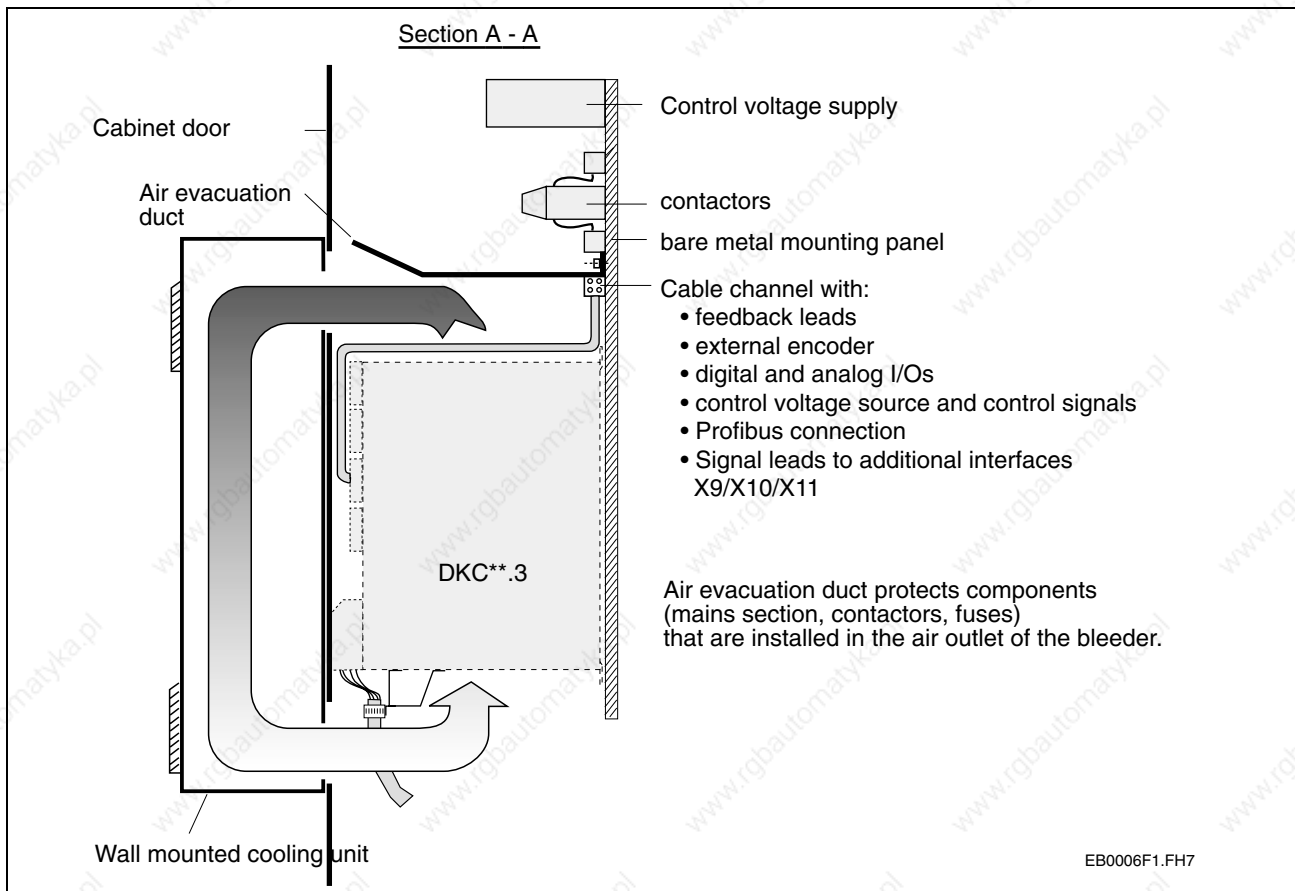 Section A - A
Cabinet door
Air evacuation
duct
Control voltage supply
contactors
bare metal mounting panel
Cable channel with:
• feedback leads
• external encoder
• digital and analog I/Os
• control voltage source and control signals
• Profibus connection
• Signal leads to additional interfaces
X9/X10/X11
DKC**.3
Air evacuation duct protects components
(mains section, contactors, fuses)
that are installed in the air outlet of the bleeder.
Wall mounted cooling unit
EB0006F1.FH7
www.rgbautomatyka.pl